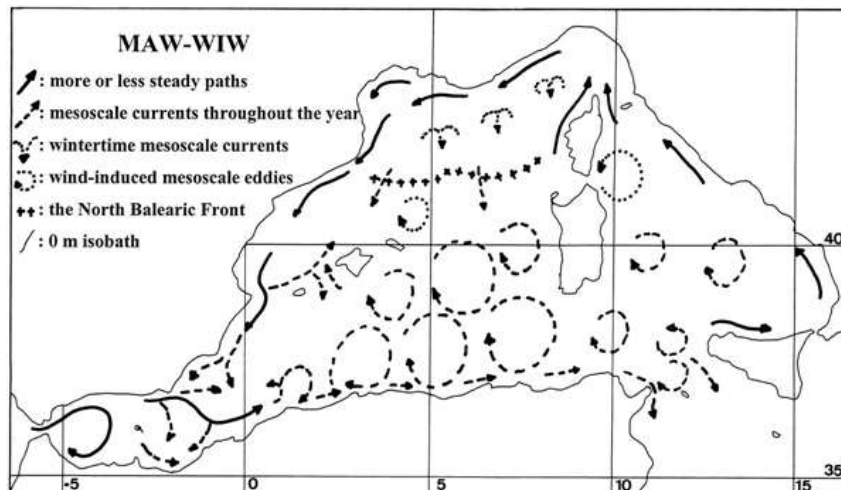 MAW-WIW
: more or less steady paths
: mesoscale currents throughout the year
: wintertime mesoscale currents
: wind-induced mesoscale eddies
: the North Balearic Front
: 0 m isobath
40
35
-5 0 5 10 15